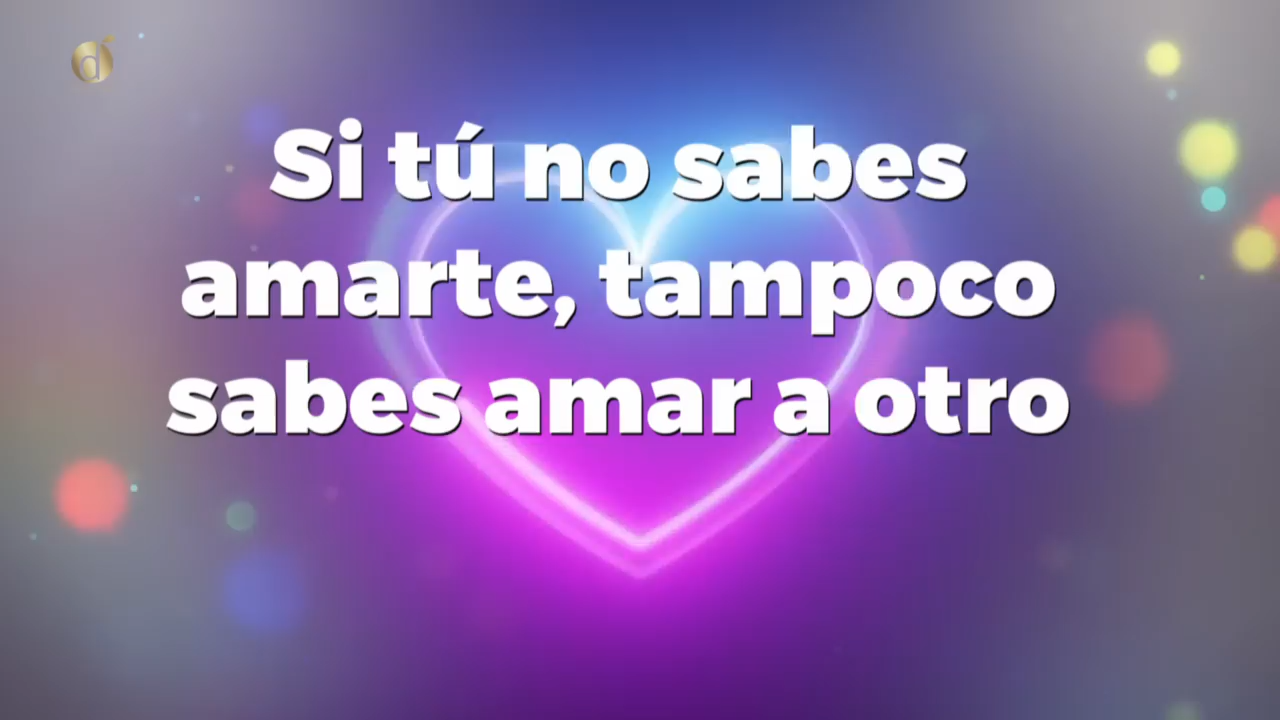 Si tú no sabes
amarte, tampoco
sabes amar a otro